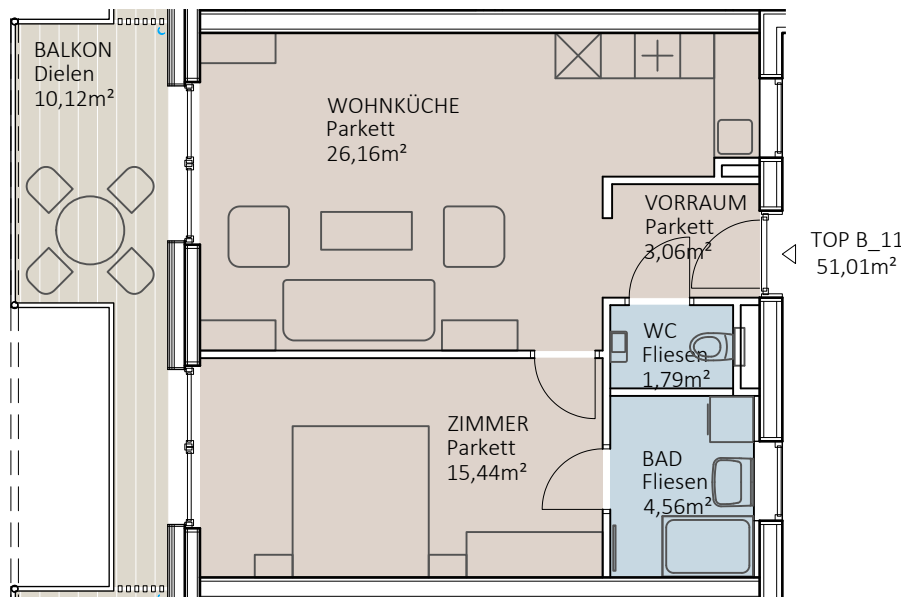 BALKON
Dielen
10,12m²
WOHNKÜCHE
Parkett
26,16m²
VORRAUM
Parkett
3,06m²
TOP B_11
51,01m²
WC
Fliesen
1,79m²
ZIMMER
Parkett
15,44m²
BAD
Fliesen
4,56m²